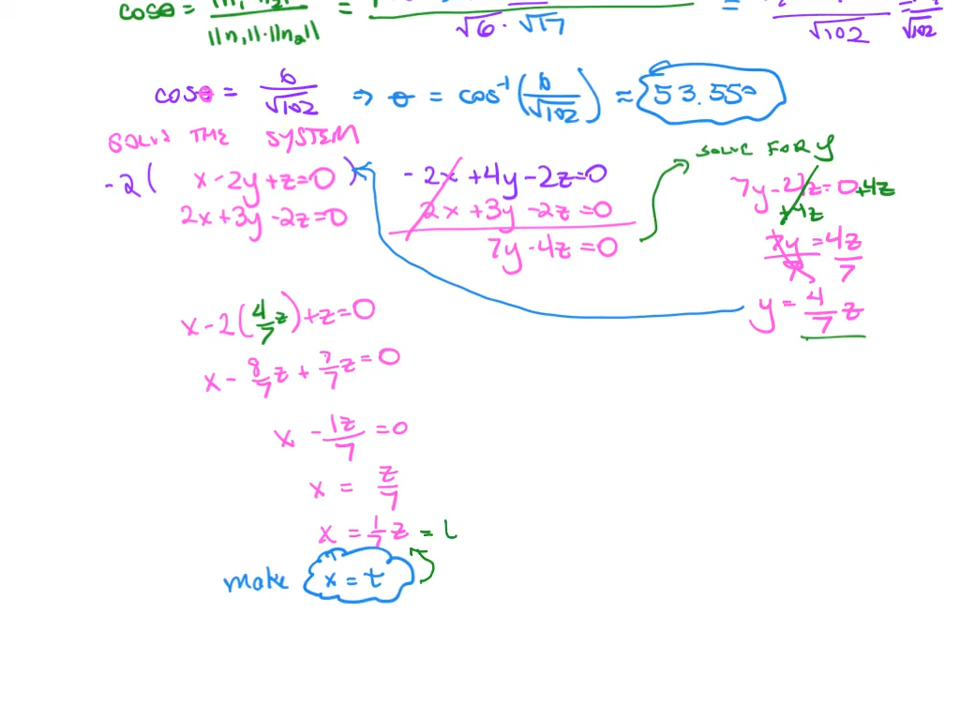 cosθ = ‖n₁‖·‖n₂‖ = √6 · √17 = √102 = √102
cosθ = 6/√102 ⇒ θ = cos⁻¹(6/√102) ≈ 53.55°
SOLVE THE SYSTEM
-2( x - 2y + z = 0 )
2x + 3y - 2z = 0
-2x + 4y - 2z = 0
2x + 3y - 2z = 0
7y - 4z = 0
SOLVE FOR y
7y - z = 0 + 4z
+4z
7y/7 = 4z/7
y = 4/7 z
x - 2(4/7 z) + z = 0
x - 8/7 z + 7/7 z = 0
x - 1z/7 = 0
x = z/7
x = 1/7 z =
make x = t